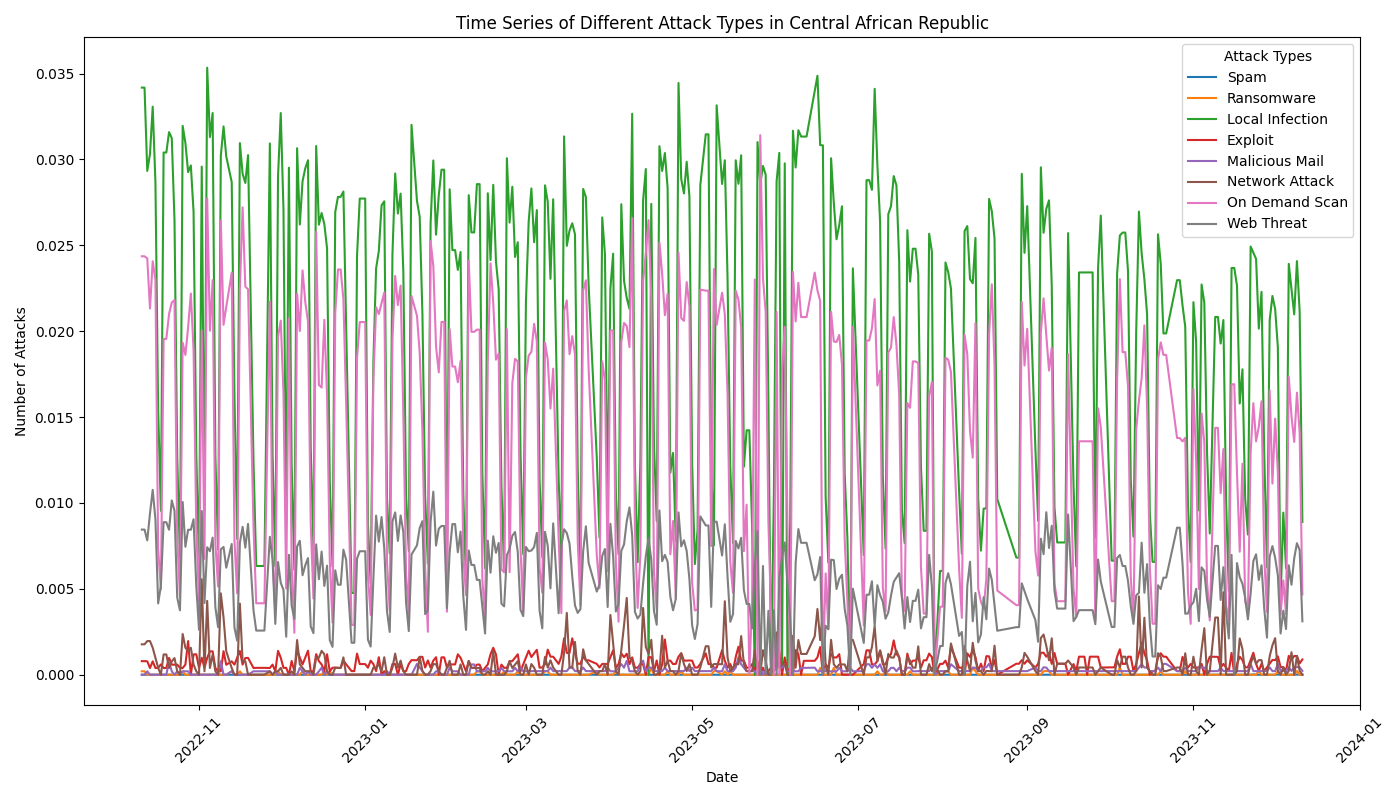 Time Series of Different Attack Types in Central African Republic
Attack Types
Spam
Ransomware
Local Infection
Exploit
Malicious Mail
Network Attack
On Demand Scan
Web Threat
Number of Attacks
0.035
0.030
0.025
0.020
0.015
0.010
0.005
0.000
2022-11
2023-01
2023-03
2023-05
2023-07
2023-09
2023-11
2024-01
Date